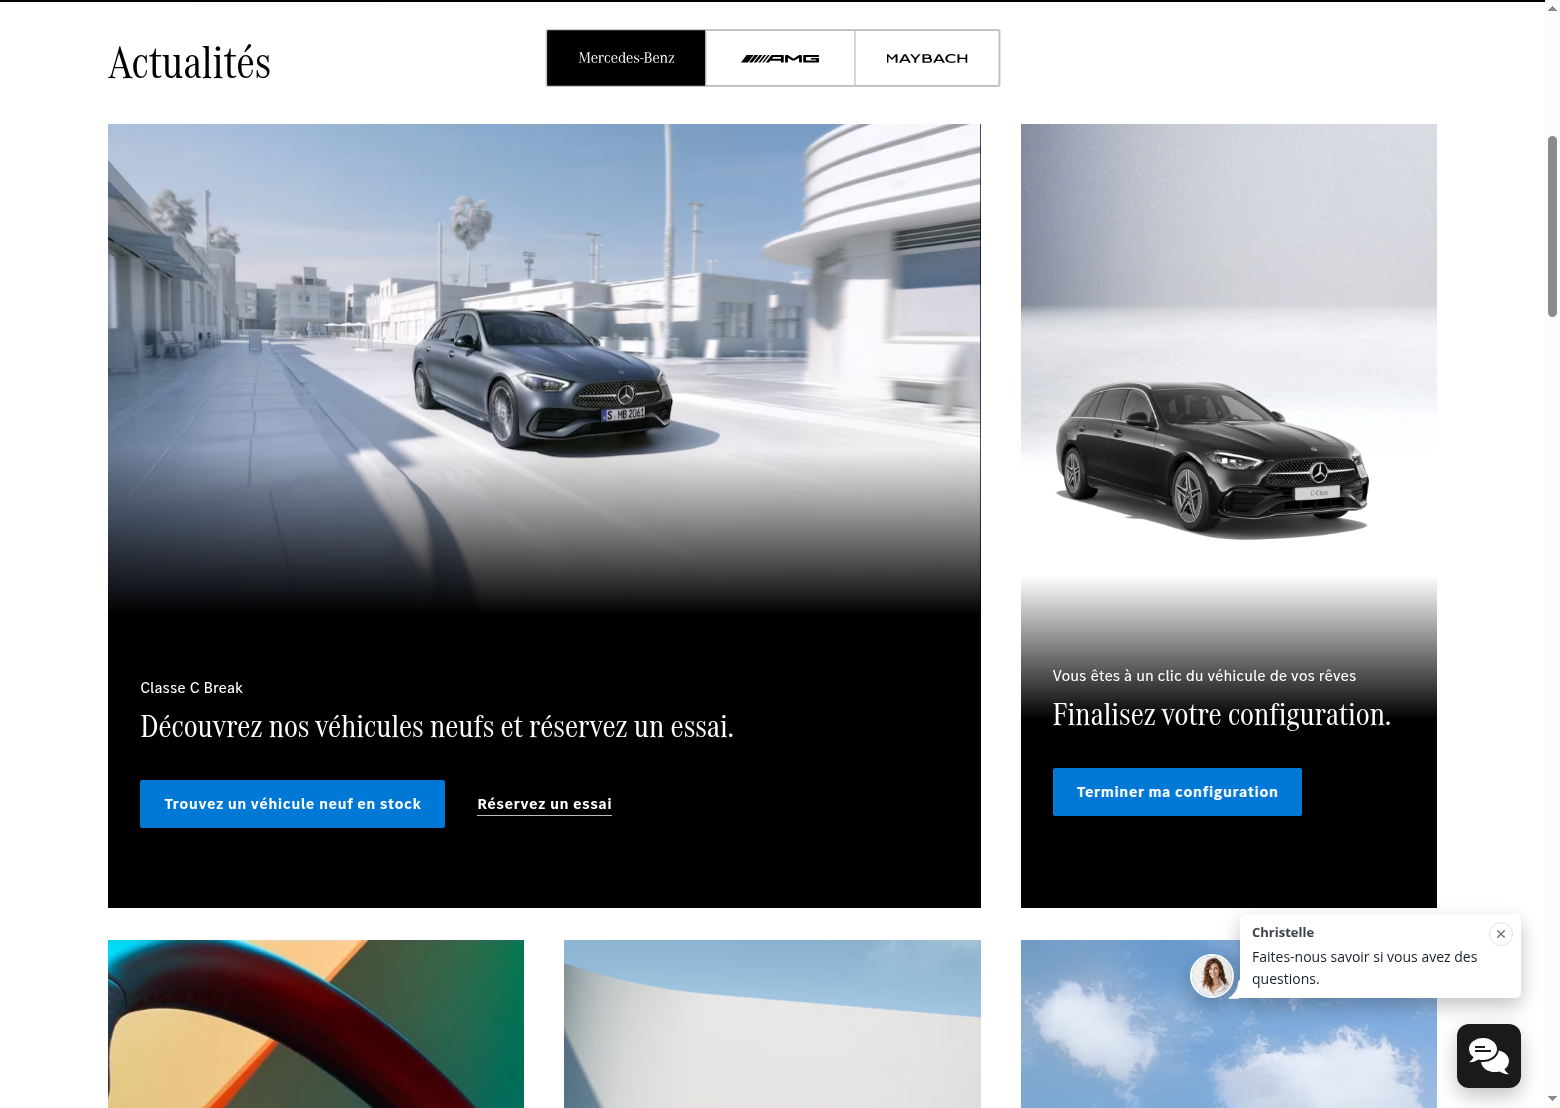 Actualités
Mercedes-Benz
AMG
MAYBACH
S MB 2061
C-Class
Classe C Break
Découvrez nos véhicules neufs et réservez un essai.
Trouvez un véhicule neuf en stock
Réservez un essai
Vous êtes à un clic du véhicule de vos rêves
Finalisez votre configuration.
Terminer ma configuration
Christelle
Faites-nous savoir si vous avez des
questions.